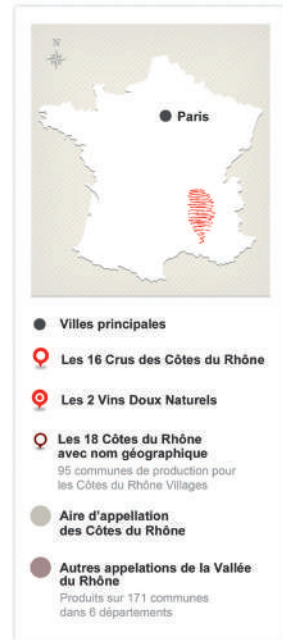 N
Paris
Villes principales
Les 16 Crus des Côtes du Rhône
Les 2 Vins Doux Naturels
Les 18 Côtes du Rhône
avec nom géographique
95 communes de production pour
les Côtes du Rhône Villages
Aire d'appellation
des Côtes du Rhône
Autres appelations de la Vallée
du Rhône
Produits sur 171 communes
dans 6 départements